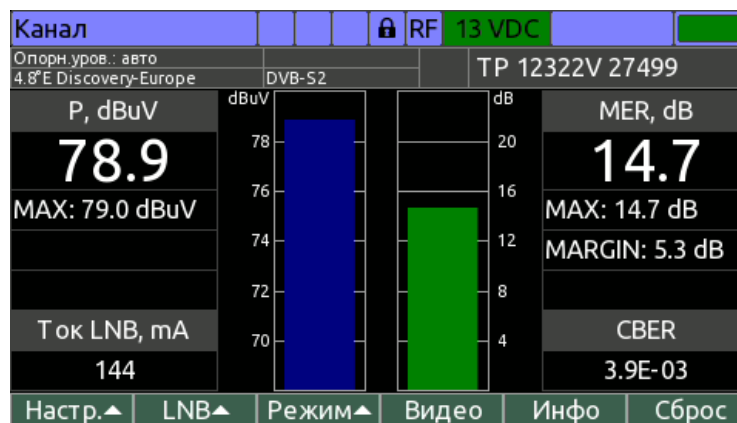 Канал RF 13 VDC
Опорн.уров.: авто
4.8°E Discovery-Europe DVB-S2 TP 12322V 27499
P, dBuV dBuV dB MER, dB
78.9 78 20 14.7
76 16
MAX: 79.0 dBuV MAX: 14.7 dB
74 12 MARGIN: 5.3 dB
72 8
Ток LNB, mA 70 4 CBER
144 3.9E-03
Настр. LNB Режим Видео Инфо Сброс